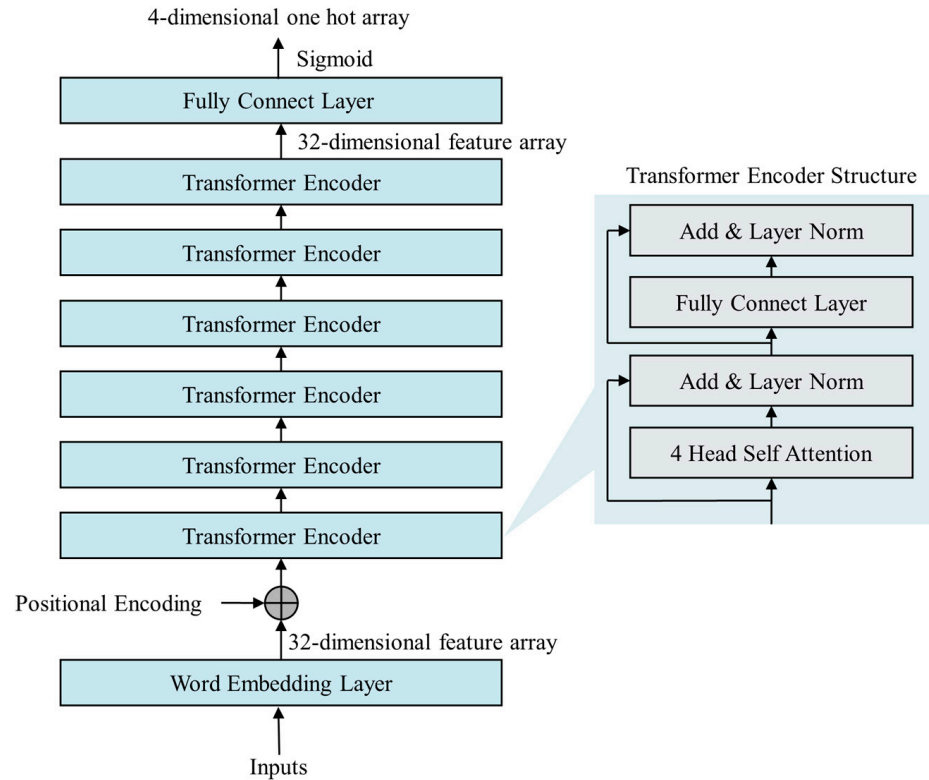 4-dimensional one hot array
Sigmoid
Fully Connect Layer
32-dimensional feature array
Transformer Encoder
Transformer Encoder
Transformer Encoder
Transformer Encoder
Transformer Encoder
Transformer Encoder
Positional Encoding
32-dimensional feature array
Word Embedding Layer
Inputs
Transformer Encoder Structure
Add & Layer Norm
Fully Connect Layer
Add & Layer Norm
4 Head Self Attention